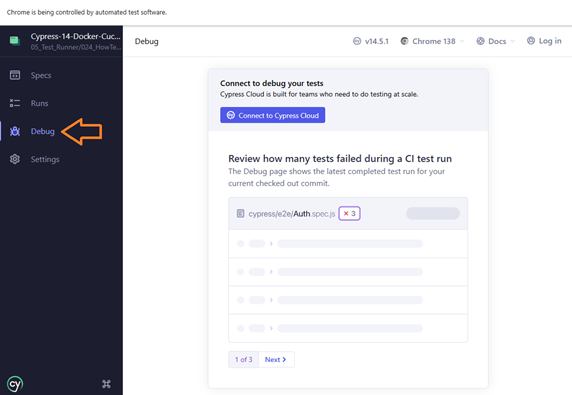 Chrome is being controlled by automated test software.
Cypress-14-Docker-Cuc...
05_Test_Runner/024_HowTe...
Debug
v14.5.1
Chrome 138
Docs
Log in
Specs
Runs
Debug
Settings
Connect to debug your tests
Cypress Cloud is built for teams who need to do testing at scale.
Connect to Cypress Cloud
Review how many tests failed during a CI test run
The Debug page shows the latest completed test run for your
current checked out commit.
cypress/e2e/Auth.spec.js
× 3
1 of 3
Next
cy